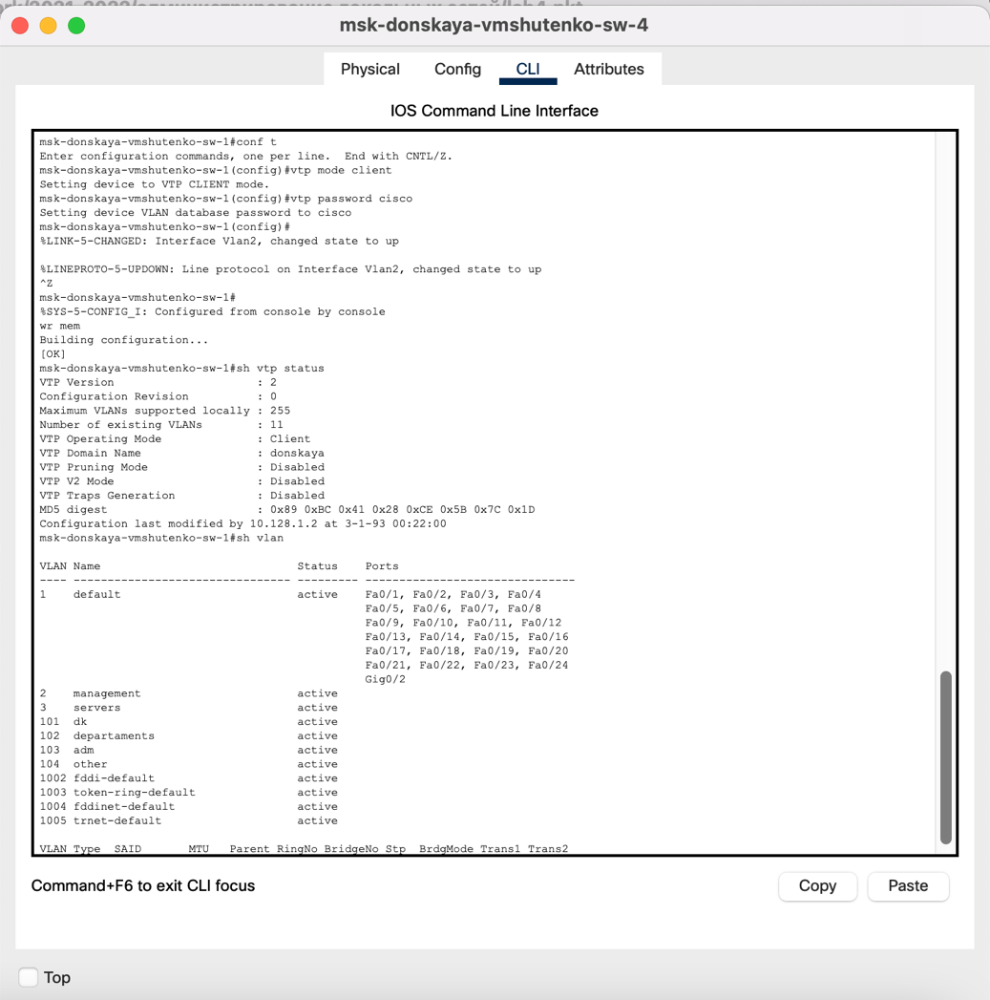 msk-donskaya-vmshutenko-sw-4
Physical Config CLI Attributes
IOS Command Line Interface
msk-donskaya-vmshutenko-sw-1#conf t
Enter configuration commands, one per line.  End with CNTL/Z.
msk-donskaya-vmshutenko-sw-1(config)#vtp mode client
Setting device to VTP CLIENT mode.
msk-donskaya-vmshutenko-sw-1(config)#vtp password cisco
Setting device VLAN database password to cisco
msk-donskaya-vmshutenko-sw-1(config)#
%LINK-5-CHANGED: Interface Vlan2, changed state to up
%LINEPROTO-5-UPDOWN: Line protocol on Interface Vlan2, changed state to up
^Z
msk-donskaya-vmshutenko-sw-1#
%SYS-5-CONFIG_I: Configured from console by console
wr mem
Building configuration...
[OK]
msk-donskaya-vmshutenko-sw-1#sh vtp status
VTP Version                     : 2
Configuration Revision          : 0
Maximum VLANs supported locally : 255
Number of existing VLANs        : 11
VTP Operating Mode              : Client
VTP Domain Name                 : donskaya
VTP Pruning Mode                : Disabled
VTP V2 Mode                     : Disabled
VTP Traps Generation            : Disabled
MD5 digest                      : 0x89 0xBC 0x41 0x28 0xCE 0x5B 0x7C 0x1D
Configuration last modified by 10.128.1.2 at 3-1-93 00:22:00
msk-donskaya-vmshutenko-sw-1#sh vlan
VLAN Name                             Status    Ports
---- -------------------------------- --------- -------------------------------
1    default                          active    Fa0/1, Fa0/2, Fa0/3, Fa0/4
Fa0/5, Fa0/6, Fa0/7, Fa0/8
Fa0/9, Fa0/10, Fa0/11, Fa0/12
Fa0/13, Fa0/14, Fa0/15, Fa0/16
Fa0/17, Fa0/18, Fa0/19, Fa0/20
Fa0/21, Fa0/22, Fa0/23, Fa0/24
Gig0/2
2    management                       active
3    servers                          active
101  dk                               active
102  departaments                     active
103  adm                              active
104  other                            active
1002 fddi-default                     active
1003 token-ring-default               active
1004 fddinet-default                  active
1005 trnet-default                    active
VLAN Type  SAID       MTU   Parent RingNo BridgeNo Stp  BrdgMode Trans1 Trans2
Command+F6 to exit CLI focus
Copy Paste
Top